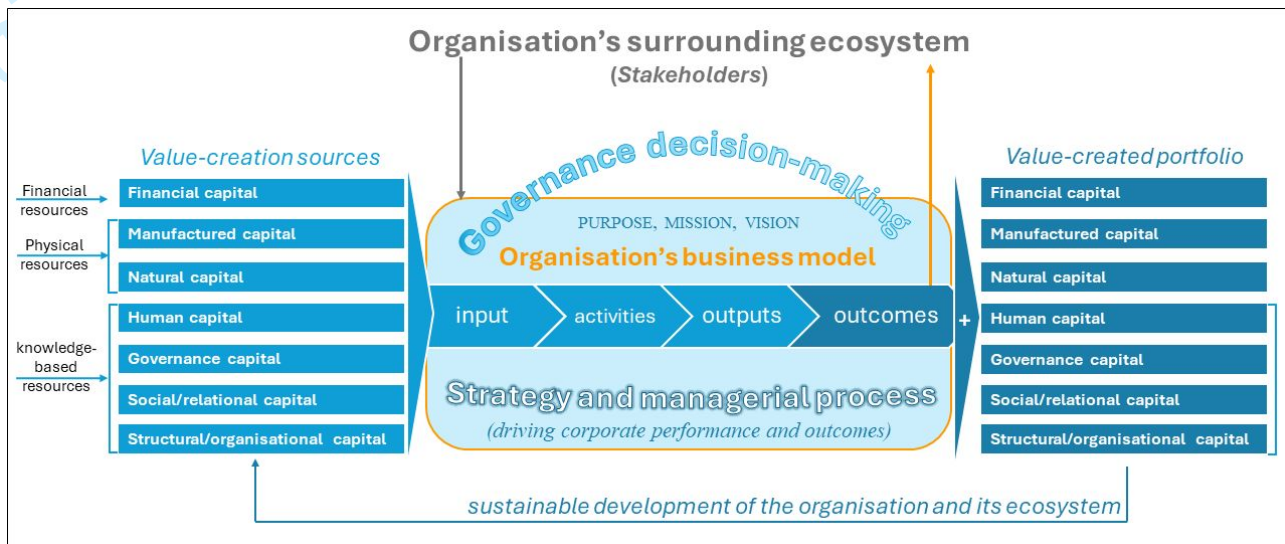 Organisation's surrounding ecosystem
(Stakeholders)
Value-creation sources
Financial resources
Physical resources
knowledge-based resources
Financial capital
Manufactured capital
Natural capital
Human capital
Governance capital
Social/relational capital
Structural/organisational capital
Governance decision-making
PURPOSE, MISSION, VISION
Organisation's business model
input
activities
outputs
outcomes
+
Strategy and managerial process
(driving corporate performance and outcomes)
Value-created portfolio
Financial capital
Manufactured capital
Natural capital
Human capital
Governance capital
Social/relational capital
Structural/organisational capital
sustainable development of the organisation and its ecosystem